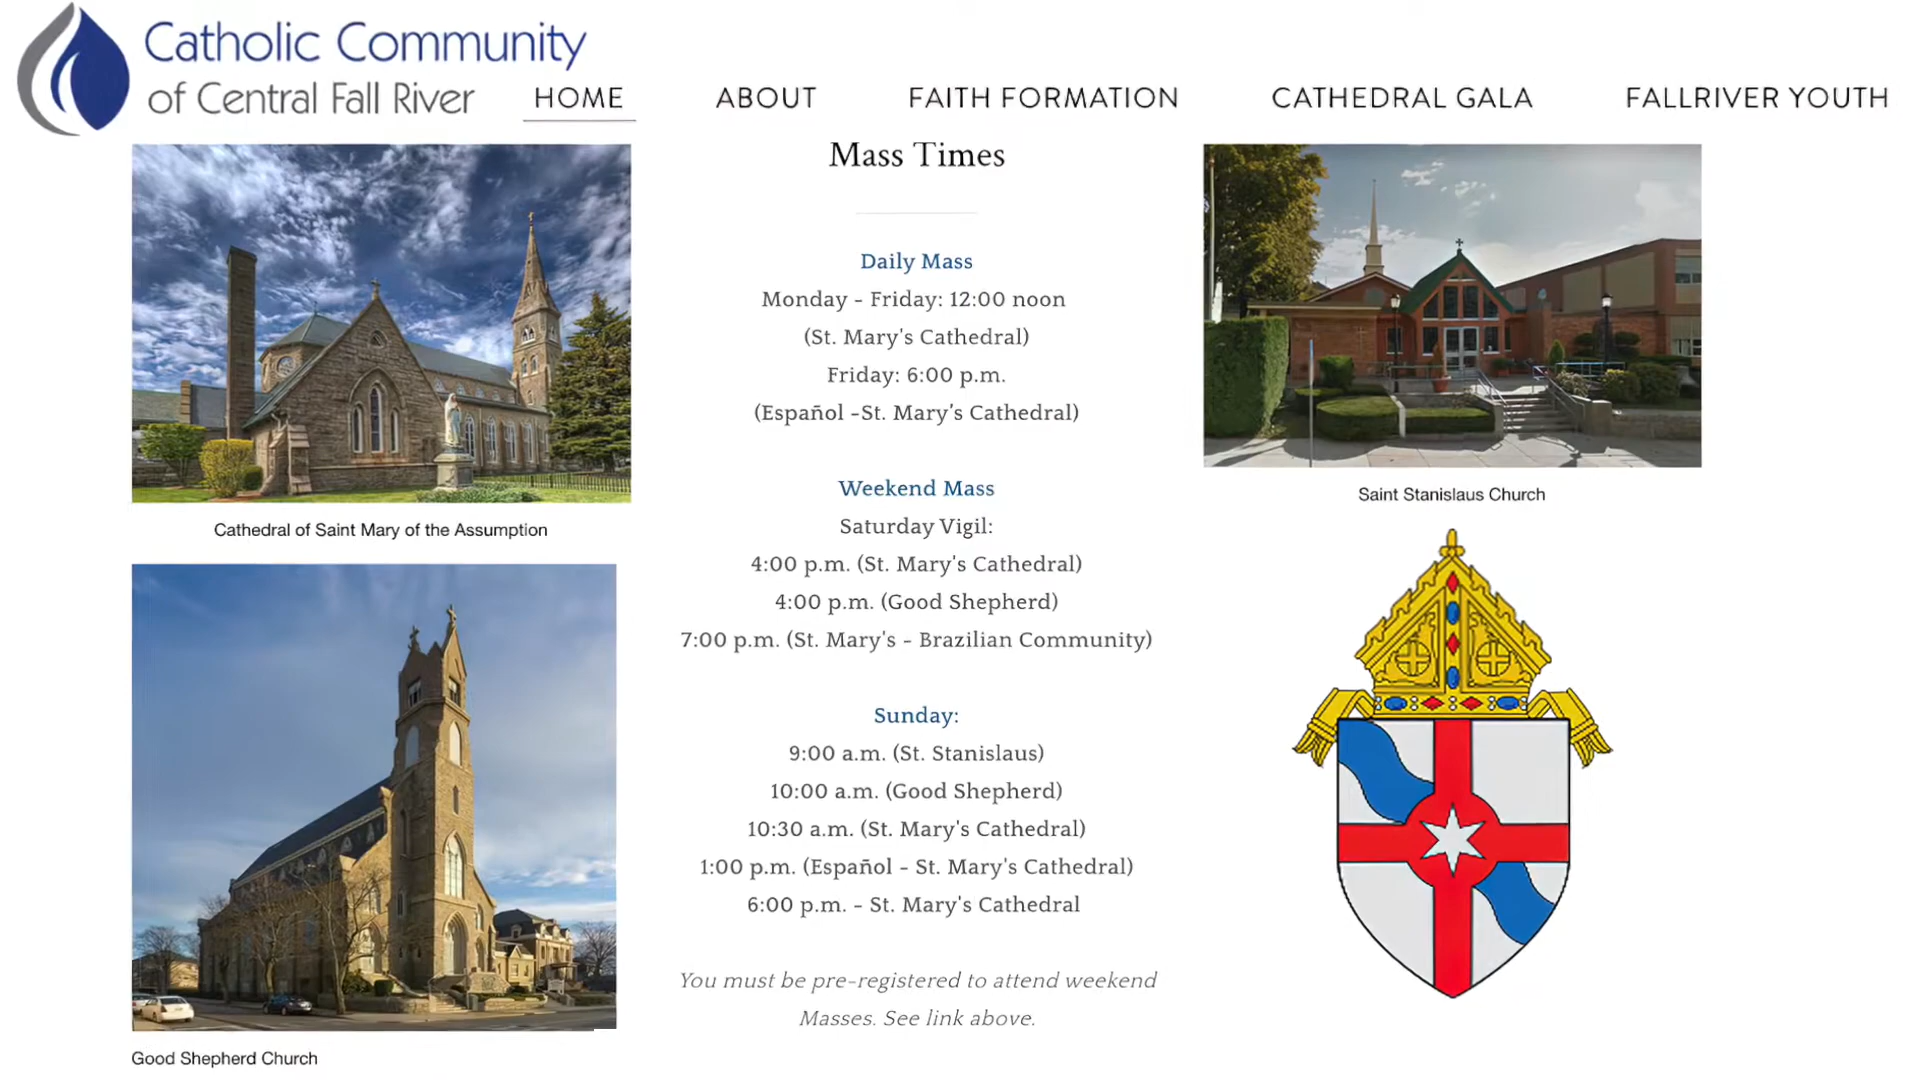 Catholic Community
of Central Fall River
HOME
ABOUT
FAITH FORMATION
CATHEDRAL GALA
FALLRIVER YOUTH
Cathedral of Saint Mary of the Assumption
Good Shepherd Church
Mass Times
Daily Mass
Monday - Friday: 12:00 noon
(St. Mary's Cathedral)
Friday: 6:00 p.m.
(Español -St. Mary's Cathedral)
Weekend Mass
Saturday Vigil:
4:00 p.m. (St. Mary's Cathedral)
4:00 p.m. (Good Shepherd)
7:00 p.m. (St. Mary's - Brazilian Community)
Sunday:
9:00 a.m. (St. Stanislaus)
10:00 a.m. (Good Shepherd)
10:30 a.m. (St. Mary's Cathedral)
1:00 p.m. (Español - St. Mary's Cathedral)
6:00 p.m. - St. Mary's Cathedral
You must be pre-registered to attend weekend
Masses. See link above.
Saint Stanislaus Church